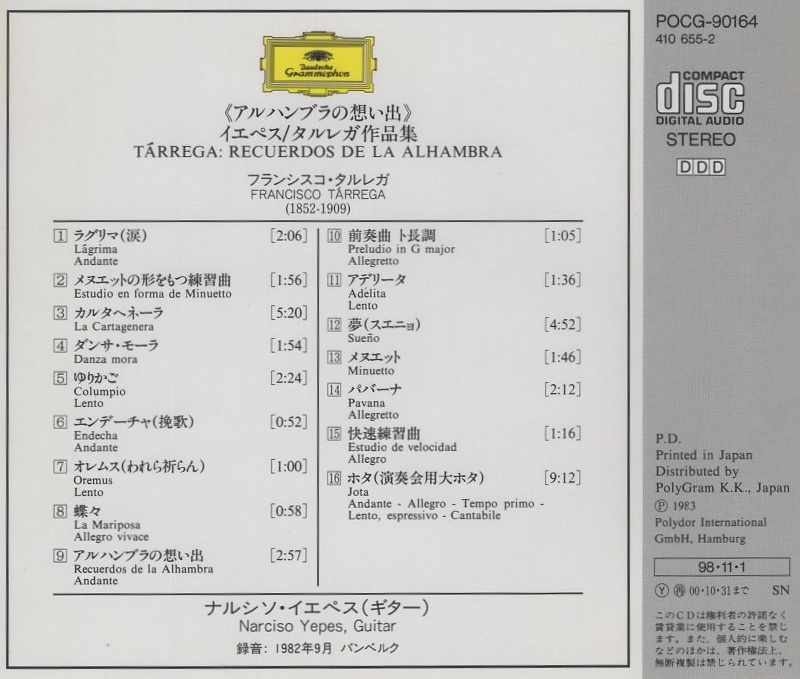 Deutsche
Grammophon
《アルハンブラの想い出》
イエペス/タルレガ作品集
TÁRREGA: RECUERDOS DE LA ALHAMBRA
フランシスコ・タルレガ
FRANCISCO TÁRREGA
(1852-1909)
1 ラグリマ(涙) [2:06]
Lágrima
Andante
2 メヌエットの形をもつ練習曲 [1:56]
Estudio en forma de Minuetto
3 カルタヘネーラ [5:20]
La Cartagenera
4 ダンサ・モーラ [1:54]
Danza mora
5 ゆりかご [2:24]
Columpio
Lento
6 エンデーチャ(挽歌) [0:52]
Endecha
Andante
7 オレムス(われら祈らん) [1:00]
Oremus
Lento
8 蝶々 [0:58]
La Mariposa
Allegro vivace
9 アルハンブラの想い出 [2:57]
Recuerdos de la Alhambra
Andante
10 前奏曲 ト長調 [1:05]
Preludio in G major
Allegretto
11 アデリータ [1:36]
Adelita
Lento
12 夢(スエニョ) [4:52]
Sueño
13 メヌエット [1:46]
Minuetto
14 パバーナ [2:12]
Pavana
Allegretto
15 快速練習曲 [1:16]
Estudio de velocidad
Allegro
16 ホタ(演奏会用大ホタ) [9:12]
Jota
Andante - Allegro - Tempo primo -
Lento, espressivo - Cantabile
ナルシソ・イエペス(ギター)
Narciso Yepes, Guitar
録音: 1982年9月 バンベルク
POCG-90164
410 655-2
COMPACT
disc
DIGITAL AUDIO
STEREO
DDD
P.D.
Printed in Japan
Distributed by
PolyGram K.K., Japan
Ⓟ 1983
Polydor International
GmbH, Hamburg
98・11・1
Ⓨ 再 00・10・31まで SN
このCDは権利者の許諾なく
賃貸業に使用することを禁じ
ます。また、個人的に楽しむ
などのほかは、著作権法上、
無断複製は禁じられています。